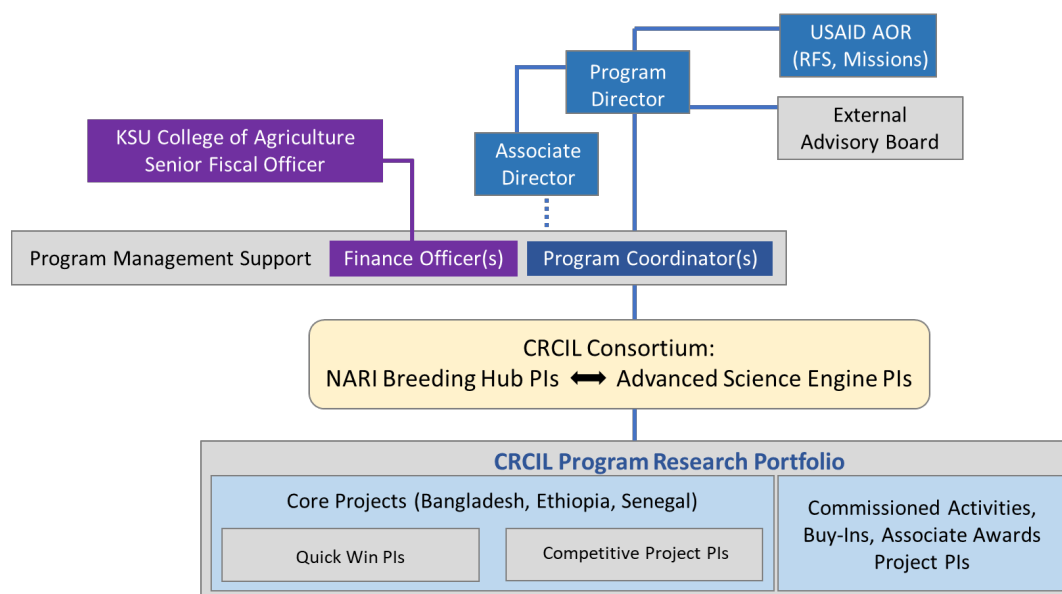 USAID AOR
(RFS, Missions)
Program
Director
External
Advisory Board
KSU College of Agriculture
Senior Fiscal Officer
Associate
Director
Program Management Support
Finance Officer(s)
Program Coordinator(s)
CRCIL Consortium:
NARI Breeding Hub PIs ⬌ Advanced Science Engine PIs
CRCIL Program Research Portfolio
Core Projects (Bangladesh, Ethiopia, Senegal)
Quick Win PIs
Competitive Project PIs
Commissioned Activities,
Buy-Ins, Associate Awards
Project PIs